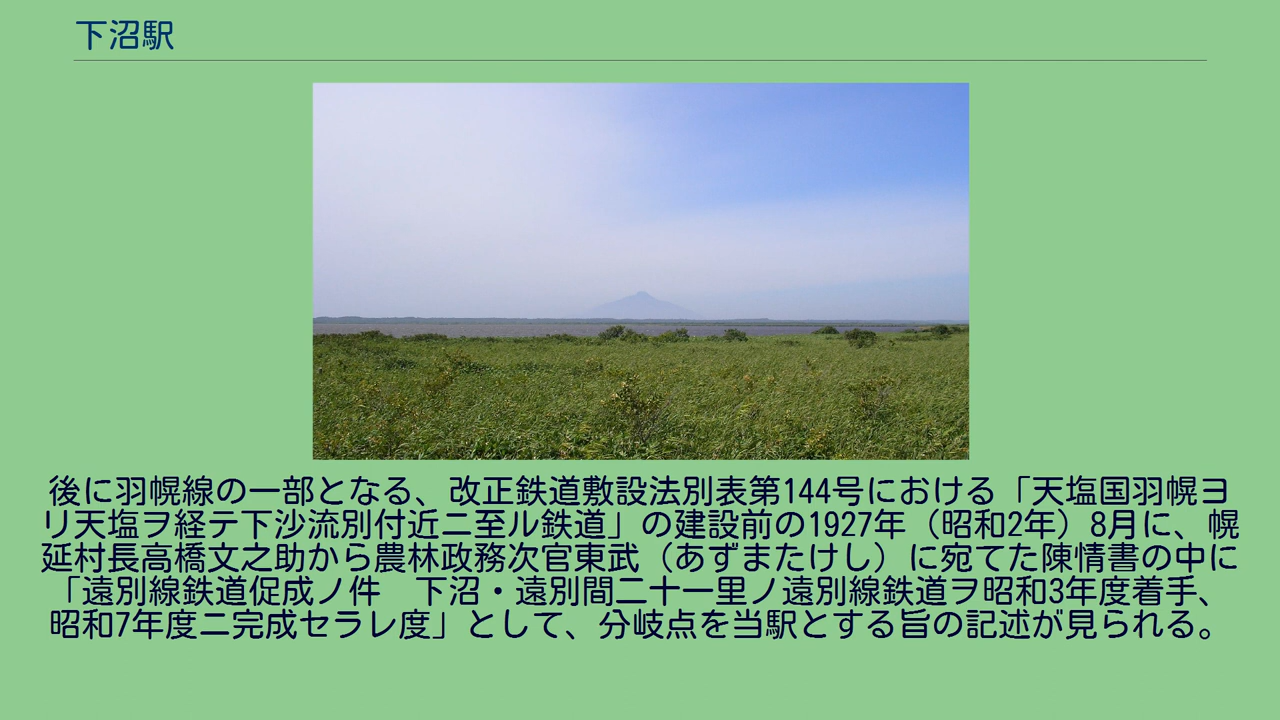 下沼駅
後に羽幌線の一部となる、改正鉄道敷設法別表第144号における「天塩国羽幌ヨ
リ天塩ヲ経テ下沙流別付近ニ至ル鉄道」の建設前の1927年（昭和2年）8月に、幌
延村長高橋文之助から農林政務次官東武（あずまたけし）に宛てた陳情書の中に
「遠別線鉄道促成ノ件　下沼・遠別間二十一里ノ遠別線鉄道ヲ昭和3年度着手、
昭和7年度ニ完成セラレ度」として、分岐点を当駅とする旨の記述が見られる。